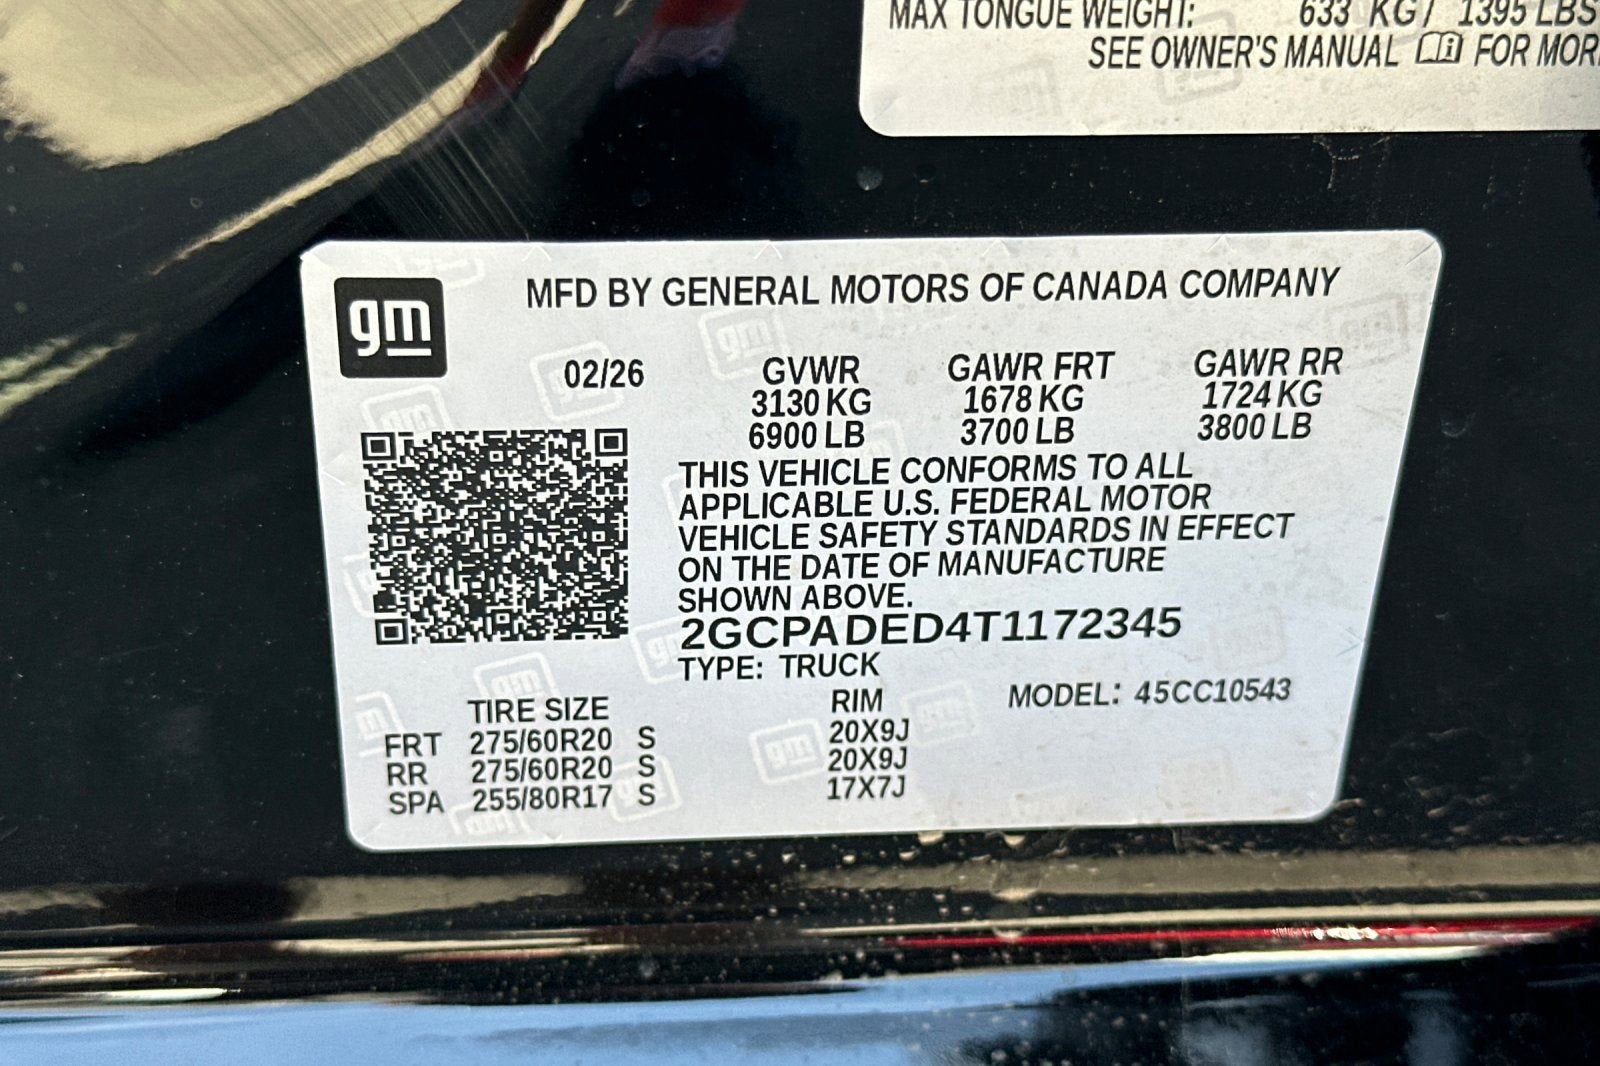 MAX TONGUE WEIGHT: 633 KG / 1395 LBS
SEE OWNER'S MANUAL FOR MOR
gm
MFD BY GENERAL MOTORS OF CANADA COMPANY
02/26 GVWR GAWR FRT GAWR RR
3130 KG 1678 KG 1724 KG
6900 LB 3700 LB 3800 LB
THIS VEHICLE CONFORMS TO ALL
APPLICABLE U.S. FEDERAL MOTOR
VEHICLE SAFETY STANDARDS IN EFFECT
ON THE DATE OF MANUFACTURE
SHOWN ABOVE.
2GCPADED4T1172345
TYPE: TRUCK
TIRE SIZE RIM MODEL: 45CC10543
FRT 275/60R20 S 20X9J
RR 275/60R20 S 20X9J
SPA 255/80R17 S 17X7J